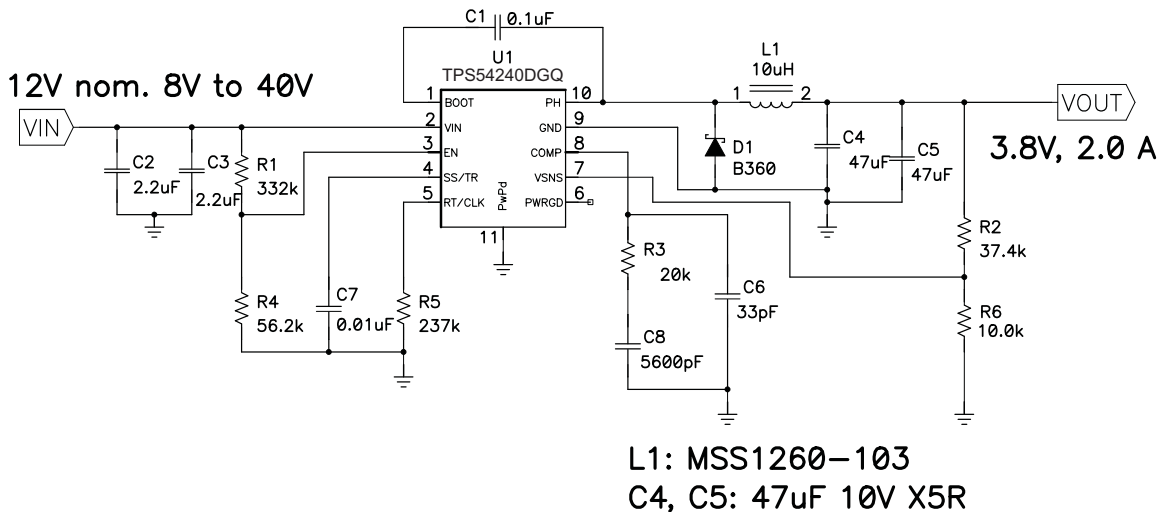 C1
0.1uF
U1
TPS54240DGQ
L1
10uH
12V nom. 8V to 40V
VIN
1 BOOT PH 10
2 VIN GND 9
3 EN COMP 8
4 SS/TR VSNS 7
5 RT/CLK PWRGD 6
PwPd
11
1 2
VOUT
3.8V, 2.0 A
C2
2.2uF
C3
2.2uF
R1
332k
D1
B360
C4
47uF
C5
47uF
R2
37.4k
R3
20k
C6
33pF
R4
56.2k
C7
0.01uF
R5
237k
C8
5600pF
R6
10.0k
L1: MSS1260-103
C4, C5: 47uF 10V X5R